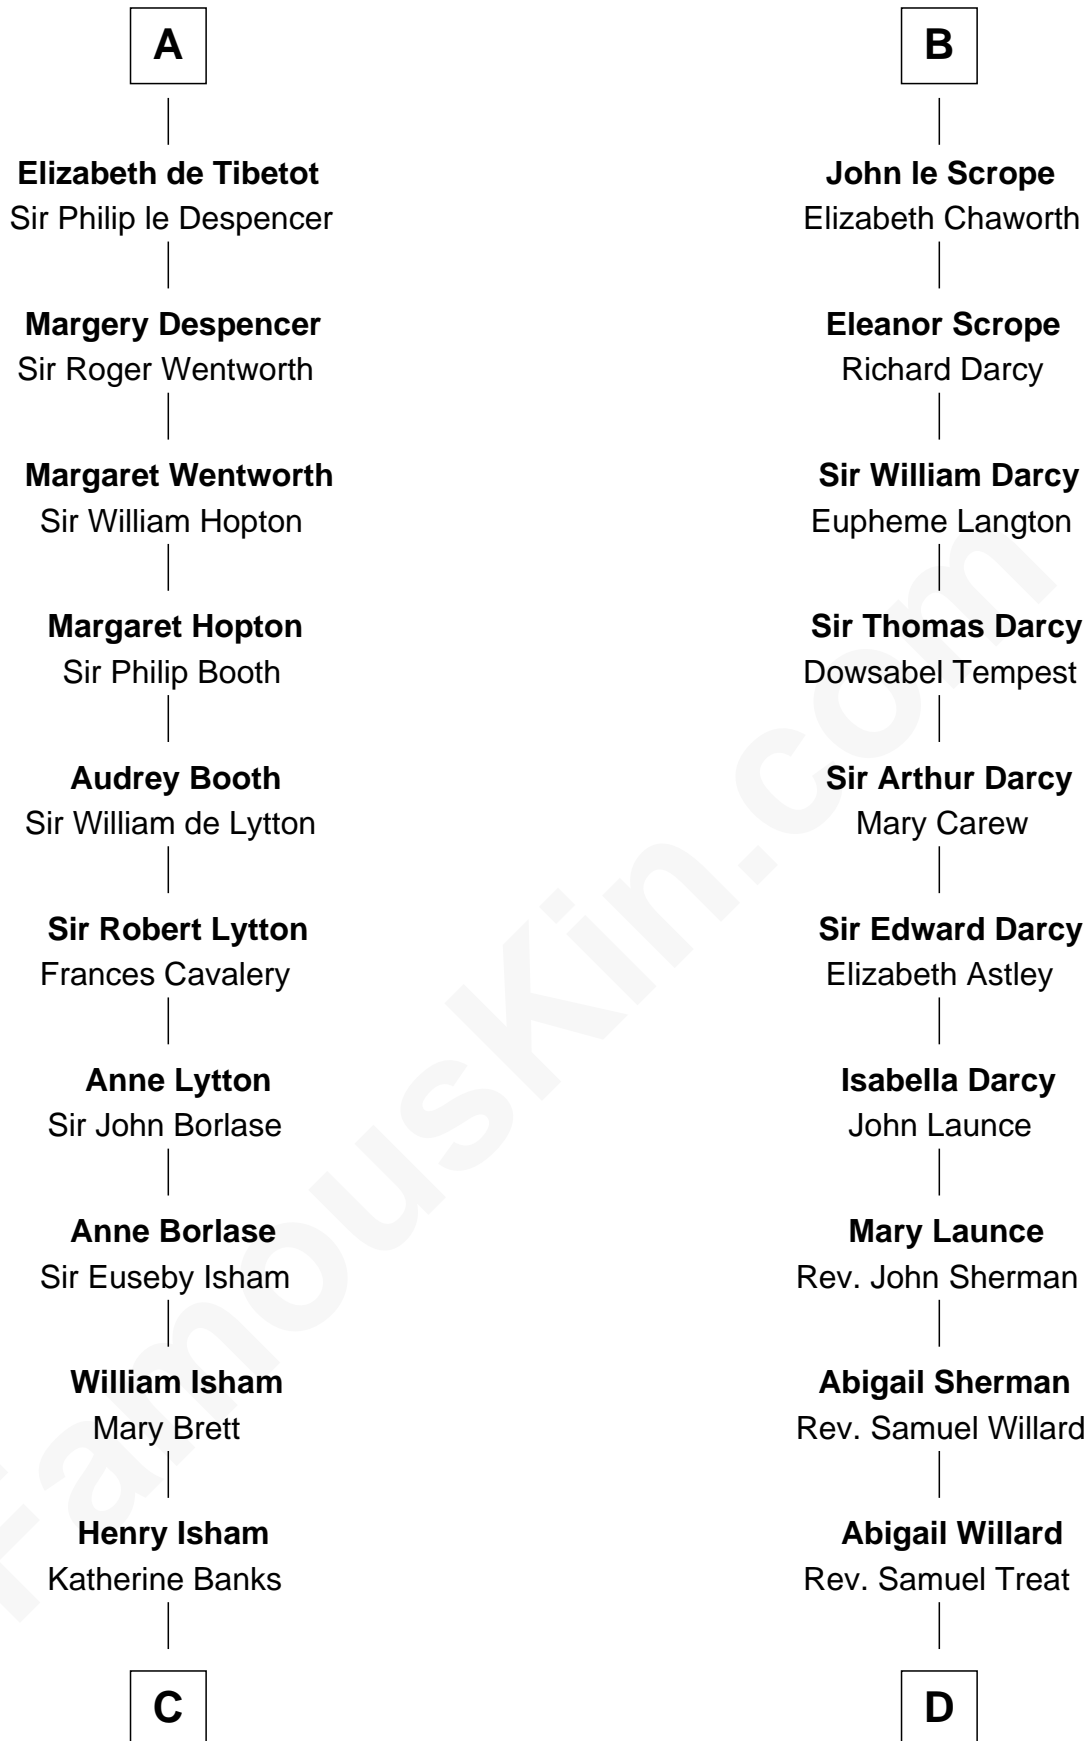 A
Elizabeth de Tibetot
Sir Philip le Despencer
Margery Despencer
Sir Roger Wentworth
Margaret Wentworth
Sir William Hopton
Margaret Hopton
Sir Philip Booth
Audrey Booth
Sir William de Lytton
Sir Robert Lytton
Frances Cavalery
Anne Lytton
Sir John Borlase
Anne Borlase
Sir Euseby Isham
William Isham
Mary Brett
Henry Isham
Katherine Banks
C
B
John le Scrope
Elizabeth Chaworth
Eleanor Scrope
Richard Darcy
Sir William Darcy
Eupheme Langton
Sir Thomas Darcy
Dowsabel Tempest
Sir Arthur Darcy
Mary Carew
Sir Edward Darcy
Elizabeth Astley
Isabella Darcy
John Launce
Mary Launce
Rev. John Sherman
Abigail Sherman
Rev. Samuel Willard
Abigail Willard
Rev. Samuel Treat
D
FamousKin.com